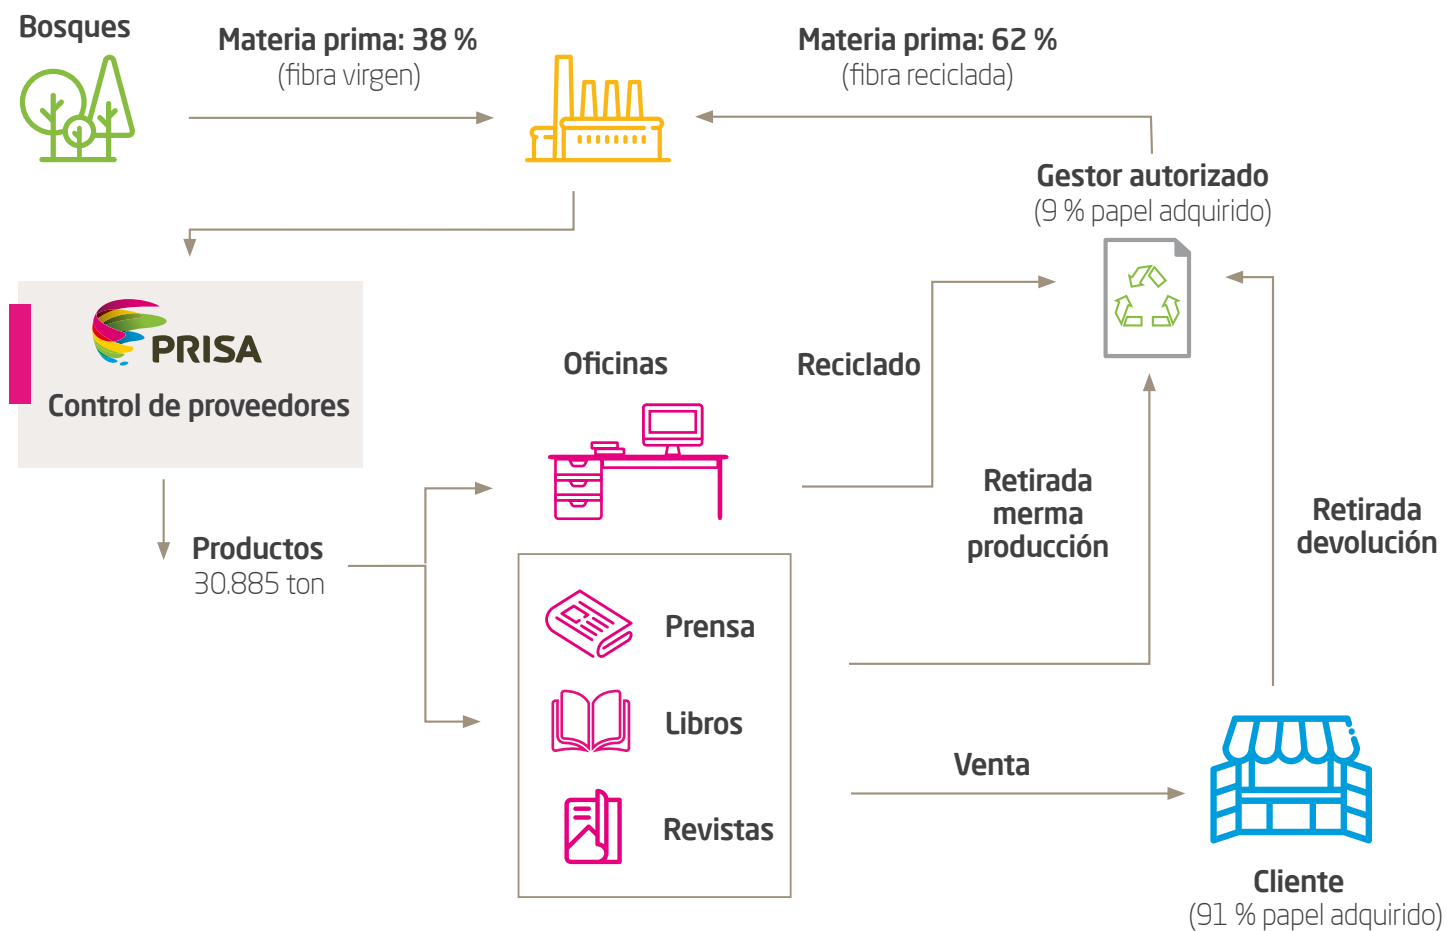 Bosques
Materia prima: 38 %
(fibra virgen)
Materia prima: 62 %
(fibra reciclada)
Gestor autorizado
(9 % papel adquirido)
PRISA
Control de proveedores
Oficinas
Reciclado
Retirada
merma
producción
Retirada
devolución
Productos
30.885 ton
Prensa
Libros
Revistas
Venta
Cliente
(91 % papel adquirido)